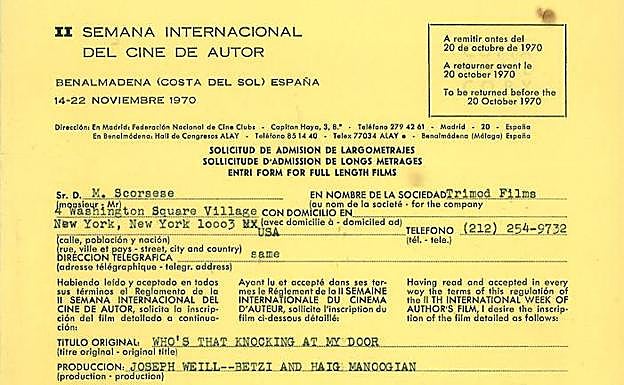 II SEMANA INTERNACIONAL
DEL CINE DE AUTOR
BENALMADENA (COSTA DEL SOL) ESPAÑA
14-22 NOVIEMBRE 1970
A remitir antes del
20 de octubre de 1970
A retourner avant le
20 october 1970
To be returned before the
20 October 1970
Dirección: En Madrid: Federación Nacional de Cine Clubs - Capitan Haya, 3, 8.° - Teléfono 279 42 61 - Madrid - 20 - España
En Benalmádena: Hall de Congresos ALAY - Teléfono 85 14 40 - Telex 77034 ALAY e - Benalmádena (Málaga) España
SOLICITUD DE ADMISION DE LARGOMETRAJES
SOLLICITUDE D'ADMISSION DE LONGS METRAGES
ENTRI FORM FOR FULL LENGTH FILMS
Sr. D. M. Scorsese EN NOMBRE DE LA SOCIEDAD Trimod Films
(monsieur - Mr) (au nom de la societé - for the company
4 Washington Square Village CON DOMICILIO EN
New York, New York 10003 USA (avec domicilie à - domiciled ad) TELEFONO (212) 254-9732
(calle, población y nación) (tél. - tele.)
(rue, ville et pays - street, city and country)
DIRECCION TELEGRAFICA same
(adresse télégraphique - telegr. address)
Habiendo leído y aceptado en todos
sus términos el Reglamento de la
II SEMANA INTERNACIONAL DEL
CINE DE AUTOR, solicito la inscrip-
ción del film detallado a continua-
ción:
Ayant lu et accepté dans ses ter-
mes le Réglement de la II SEMAINE
INTERNATIONALE DU CINEMA
D'AUTEUR, sollicite l'inscription du
film ci-dessous détaillé:
Having read and accepted in every
way the terms of this regulation of
the II TH INTERNATIONAL WEEK OF
AUTHOR'S FILM, I desire the inscrip-
tion of the film detailed as follows:
TITULO ORIGINAL: WHO'S THAT KNOCKING AT MY DOOR
(titre original - original title)
PRODUCCION: JOSEPH WEILL--BETZI AND HAIG MANOOGIAN
(production - production)